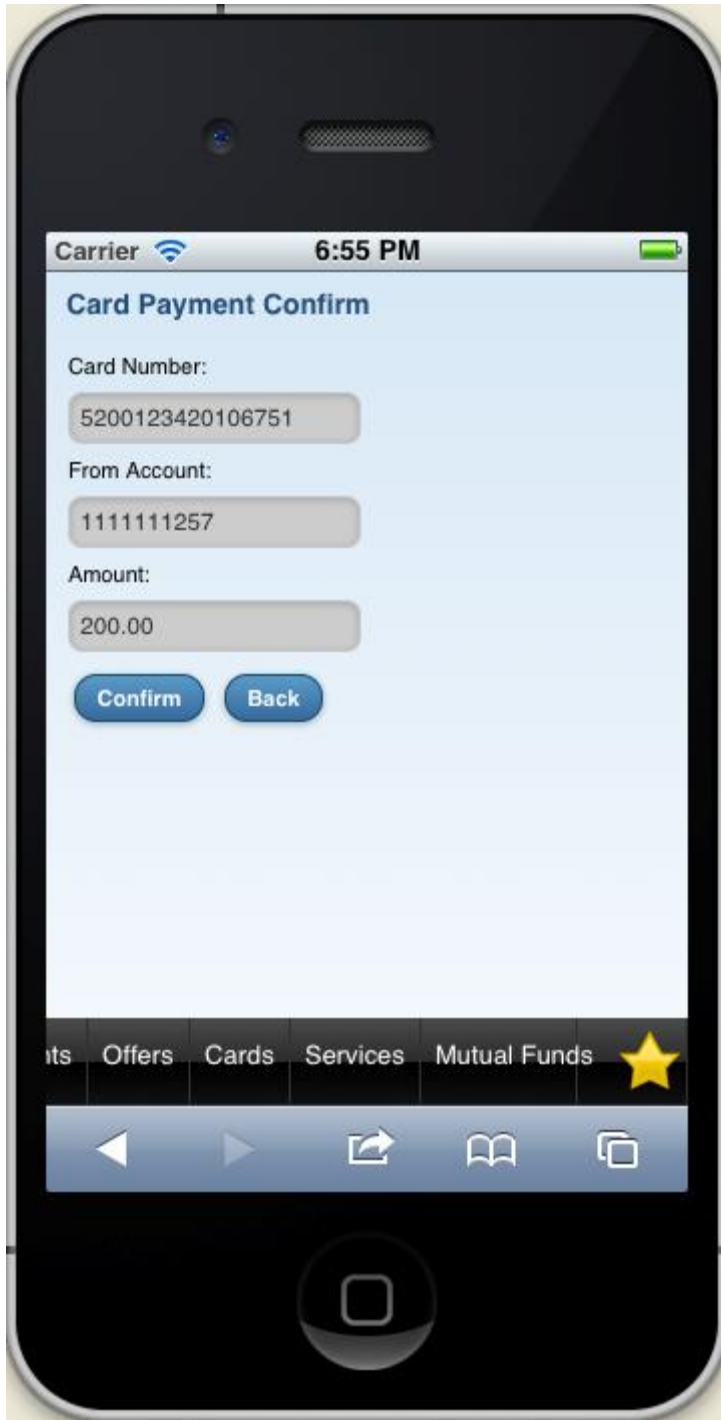 Carrier 6:55 PM
Card Payment Confirm
Card Number:
5200123420106751
From Account:
1111111257
Amount:
200.00
Confirm Back
nts Offers Cards Services Mutual Funds